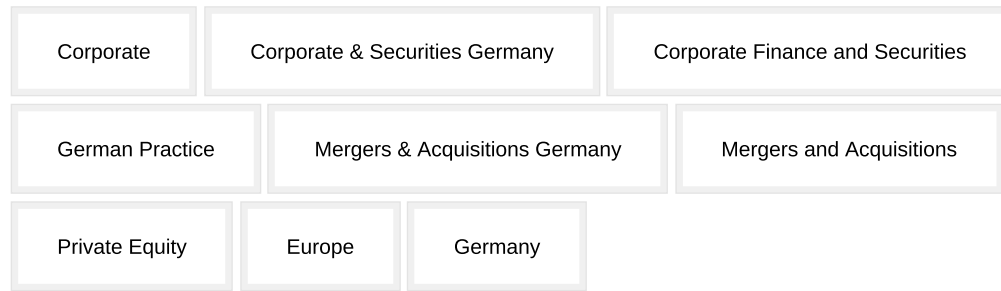 Corporate Corporate & Securities Germany Corporate Finance and Securities
German Practice Mergers & Acquisitions Germany Mergers and Acquisitions
Private Equity Europe Germany